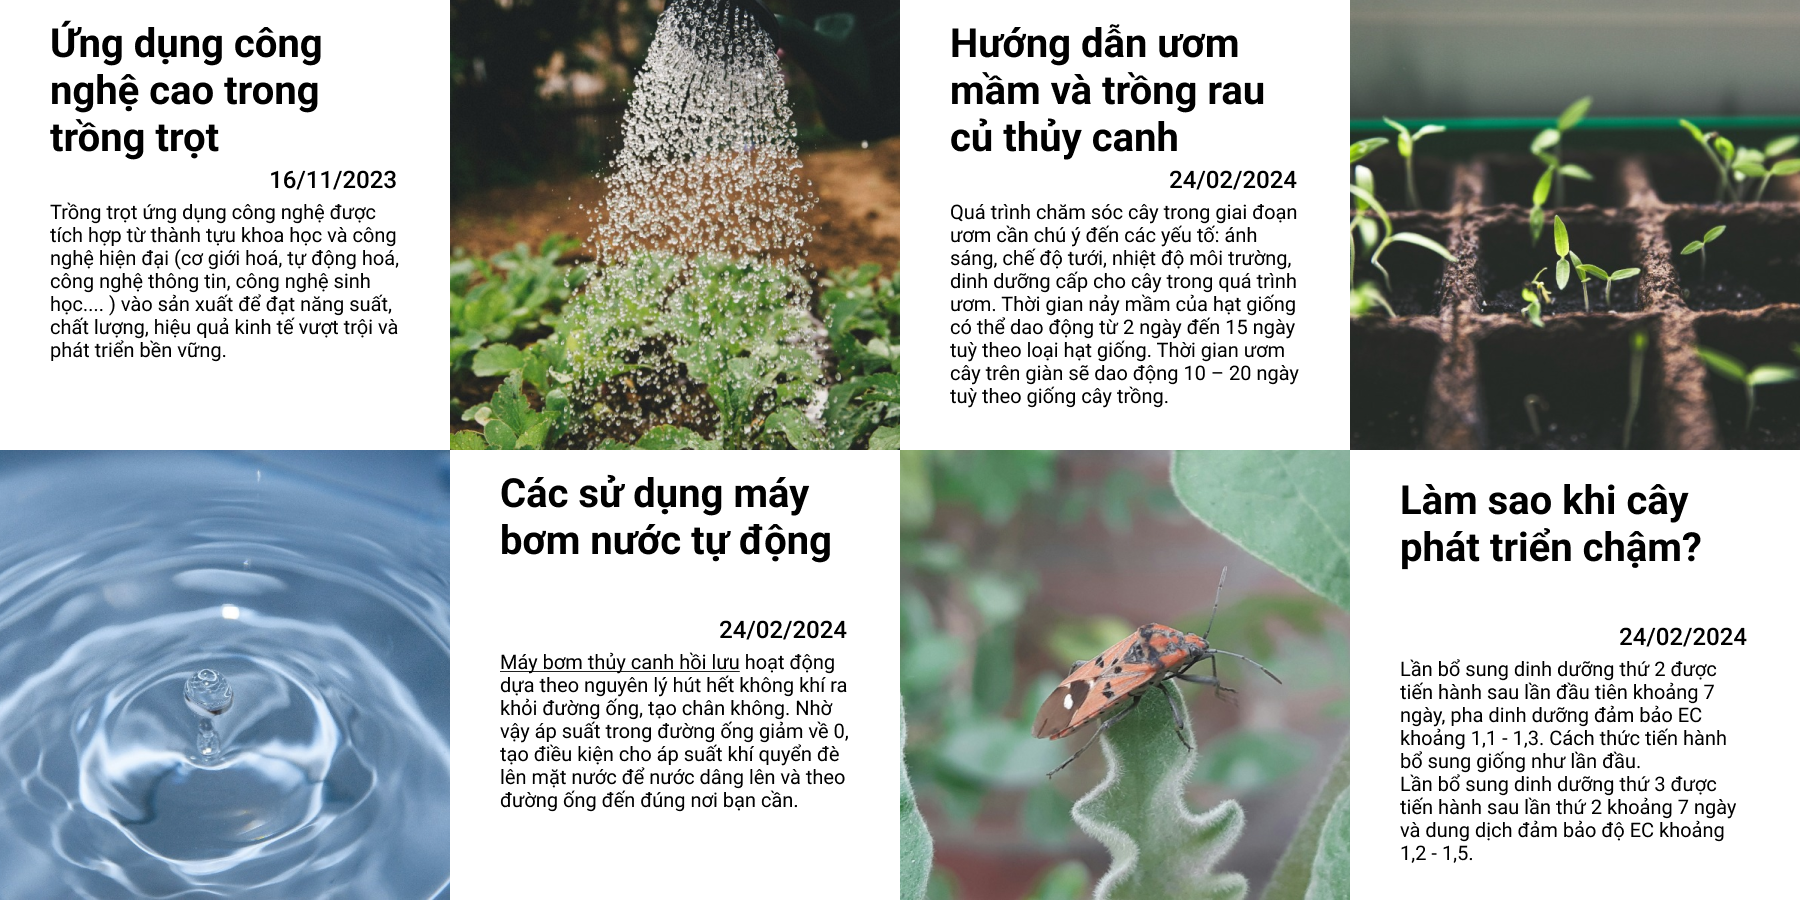 Ứng dụng công
nghệ cao trong
trồng trọt
16/11/2023
Trồng trọt ứng dụng công nghệ được
tích hợp từ thành tựu khoa học và công
nghệ hiện đại (cơ giới hoá, tự động hoá,
công nghệ thông tin, công nghệ sinh
học.... ) vào sản xuất để đạt năng suất,
chất lượng, hiệu quả kinh tế vượt trội và
phát triển bền vững.
Hướng dẫn ươm
mầm và trồng rau
củ thủy canh
24/02/2024
Quá trình chăm sóc cây trong giai đoạn
ươm cần chú ý đến các yếu tố: ánh
sáng, chế độ tưới, nhiệt độ môi trường,
dinh dưỡng cấp cho cây trong quá trình
ươm. Thời gian nảy mầm của hạt giống
có thể dao động từ 2 ngày đến 15 ngày
tuỳ theo loại hạt giống. Thời gian ươm
cây trên giàn sẽ dao động 10 – 20 ngày
tuỳ theo giống cây trồng.
Các sử dụng máy
bơm nước tự động
24/02/2024
Máy bơm thủy canh hồi lưu hoạt động
dựa theo nguyên lý hút hết không khí ra
khỏi đường ống, tạo chân không. Nhờ
vậy áp suất trong đường ống giảm về 0,
tạo điều kiện cho áp suất khí quyển đè
lên mặt nước để nước dâng lên và theo
đường ống đến đúng nơi bạn cần.
Làm sao khi cây
phát triển chậm?
24/02/2024
Lần bổ sung dinh dưỡng thứ 2 được
tiến hành sau lần đầu tiên khoảng 7
ngày, pha dinh dưỡng đảm bảo EC
khoảng 1,1 - 1,3. Cách thức tiến hành
bổ sung giống như lần đầu.
Lần bổ sung dinh dưỡng thứ 3 được
tiến hành sau lần thứ 2 khoảng 7 ngày
và dung dịch đảm bảo độ EC khoảng
1,2 - 1,5.